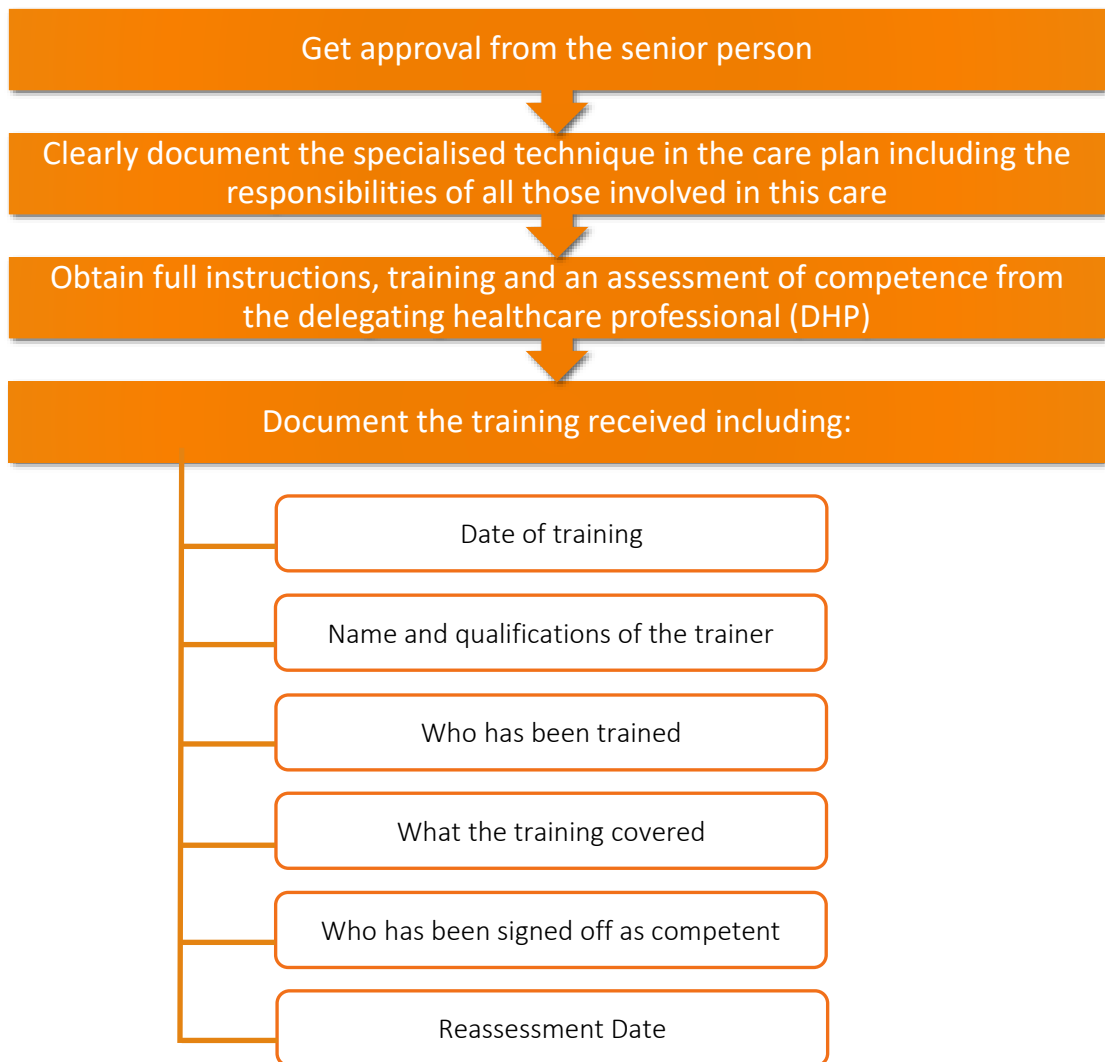 Get approval from the senior person
Clearly document the specialised technique in the care plan including the
responsibilities of all those involved in this care
Obtain full instructions, training and an assessment of competence from
the delegating healthcare professional (DHP)
Document the training received including:
Date of training
Name and qualifications of the trainer
Who has been trained
What the training covered
Who has been signed off as competent
Reassessment Date